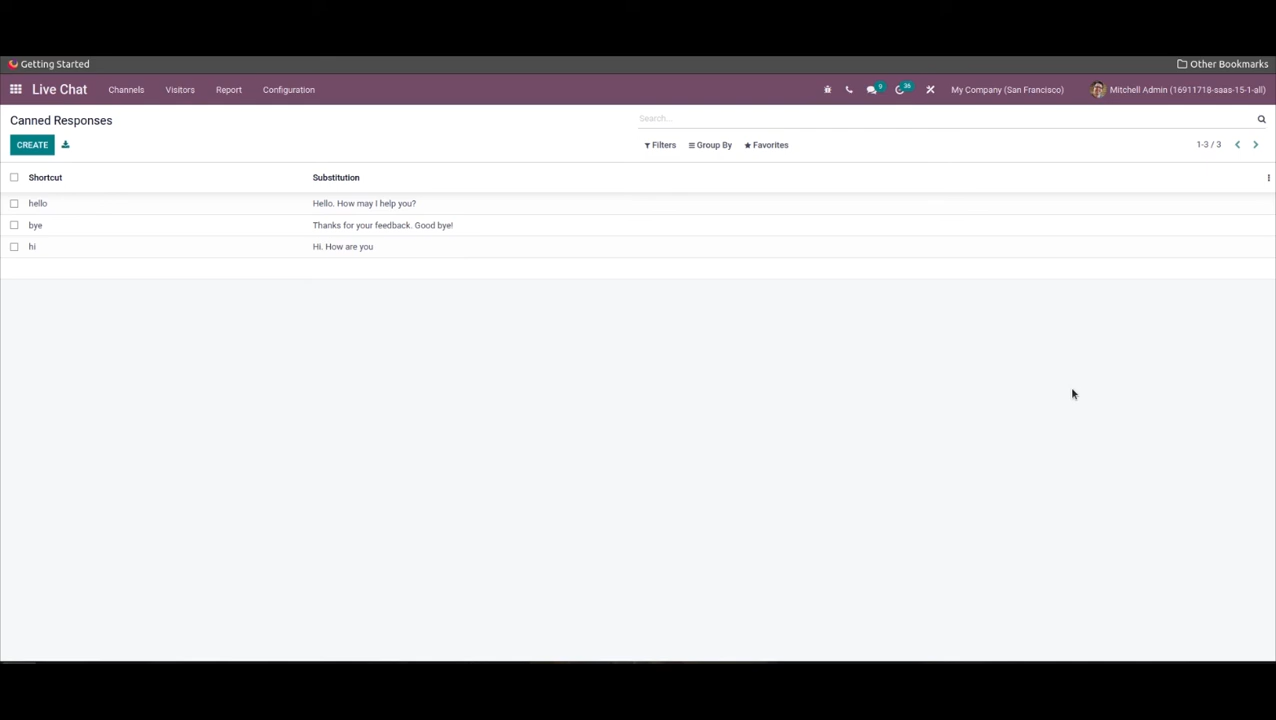 Getting Started Other Bookmarks
Live Chat Channels Visitors Report Configuration 9 36 My Company (San Francisco) Mitchell Admin (16911718-saas-15-1-all)
Canned Responses Search...
CREATE Filters Group By Favorites 1-3 / 3
Shortcut Substitution
hello Hello. How may I help you?
bye Thanks for your feedback. Good bye!
hi Hi. How are you